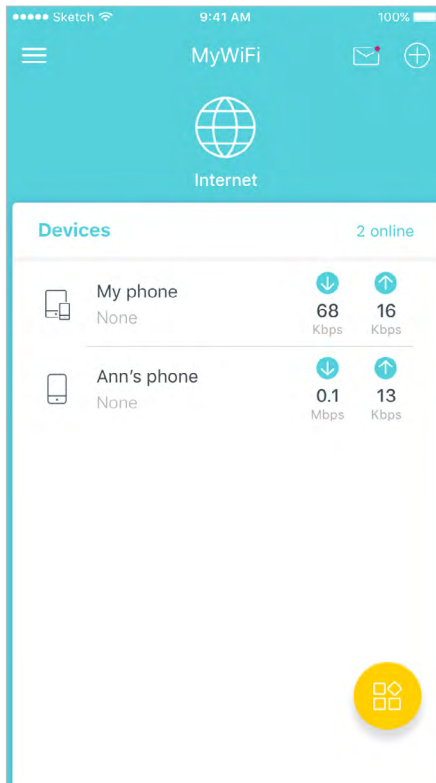 Sketch 9:41 AM 100%
MyWiFi
Internet
Devices 2 online
My phone
None
68 16
Kbps Kbps
Ann's phone
None
0.1 13
Mbps Kbps